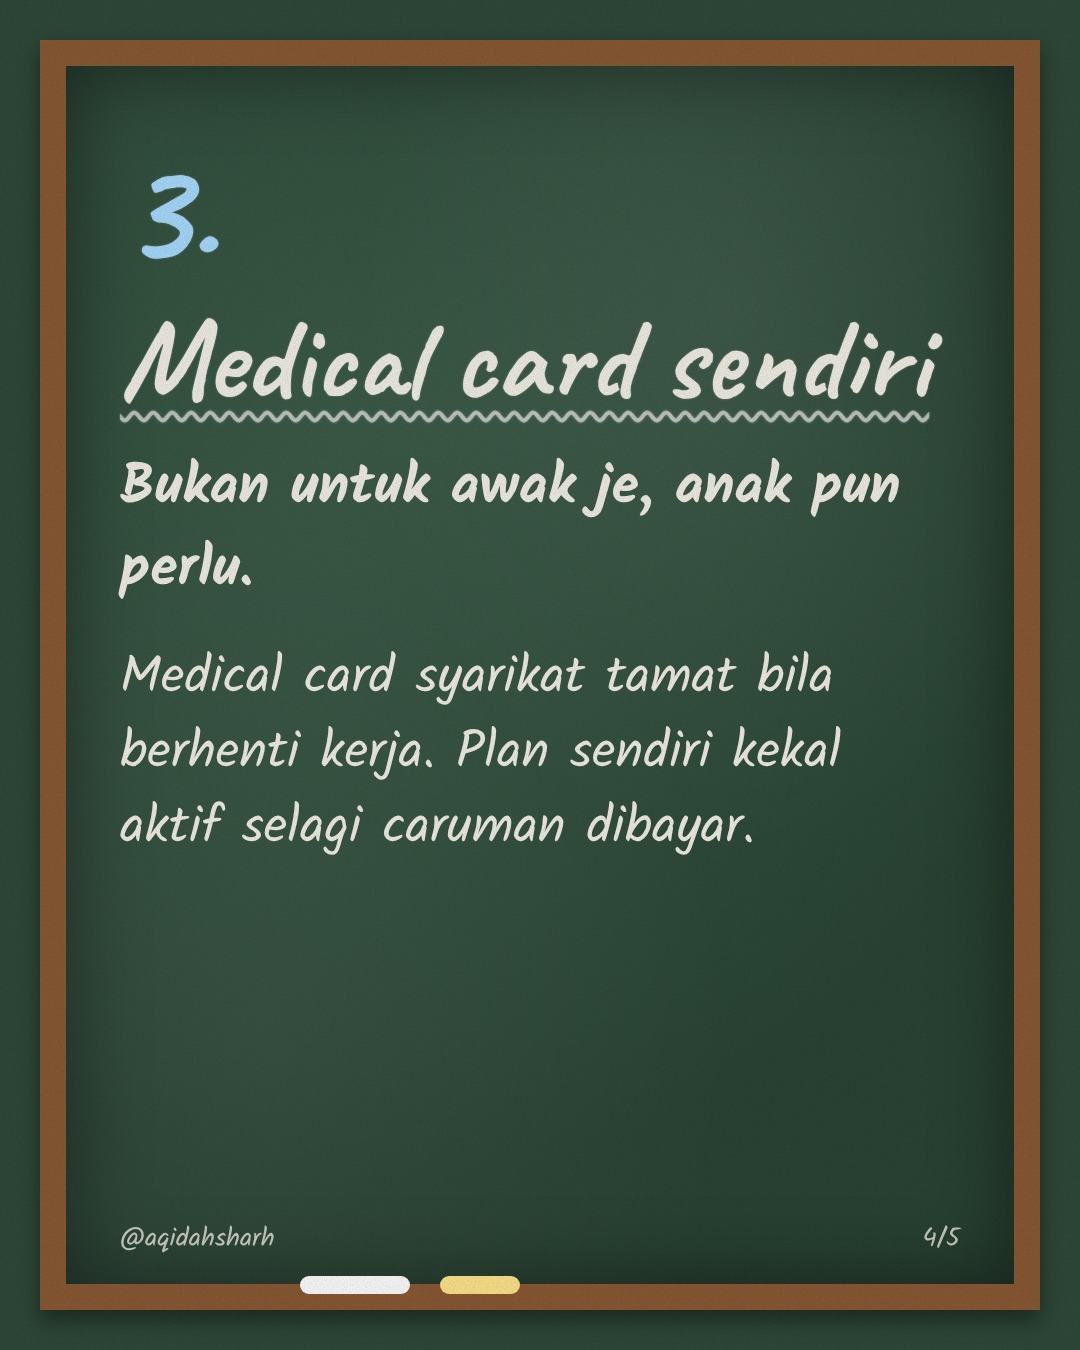 3.
Medical card sendiri
Bukan untuk awak je, anak pun
perlu.
Medical card syarikat tamat bila
berhenti kerja. Plan sendiri kekal
aktif selagi caruman dibayar.
@aqidahsharh
4/5